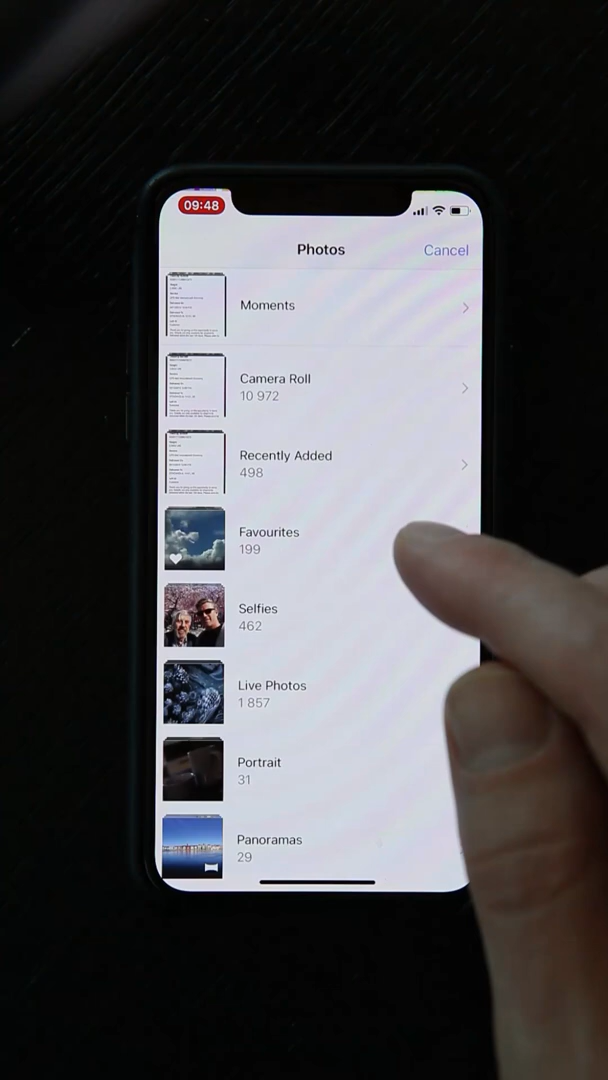 09:48
Photos
Cancel
Moments
Camera Roll
10 972
Recently Added
498
Favourites
199
Selfies
462
Live Photos
1 857
Portrait
31
Panoramas
29